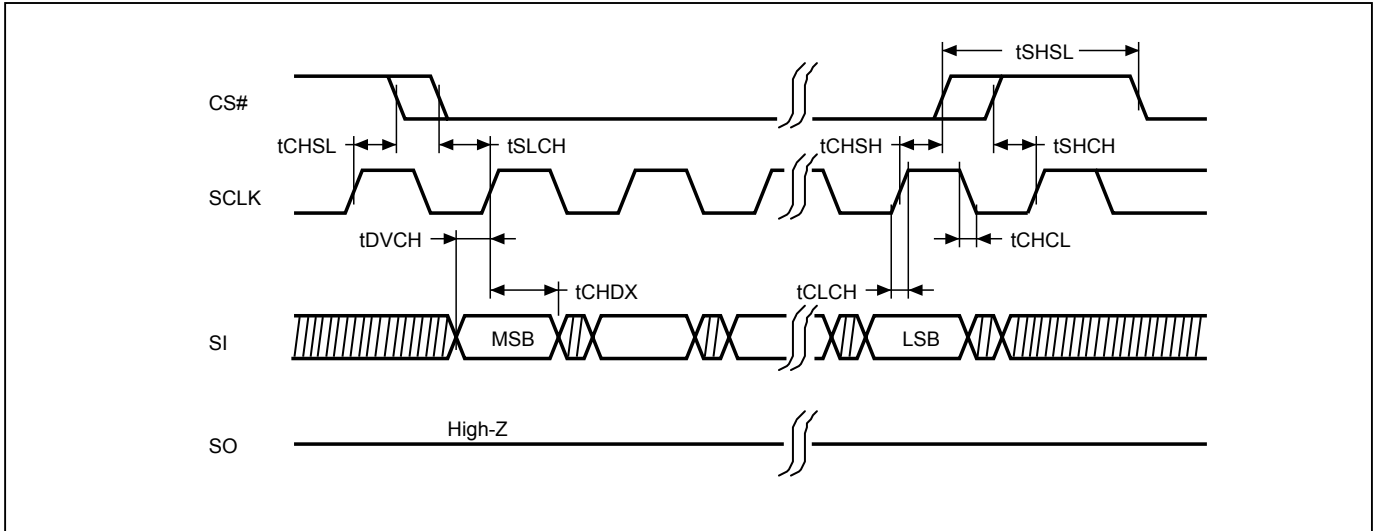 tSHSL
CS#
tCHSL
tSLCH
tCHSH
tSHCH
SCLK
tDVCH
tCHCL
tCHDX
tCLCH
SI
MSB
LSB
High-Z
SO